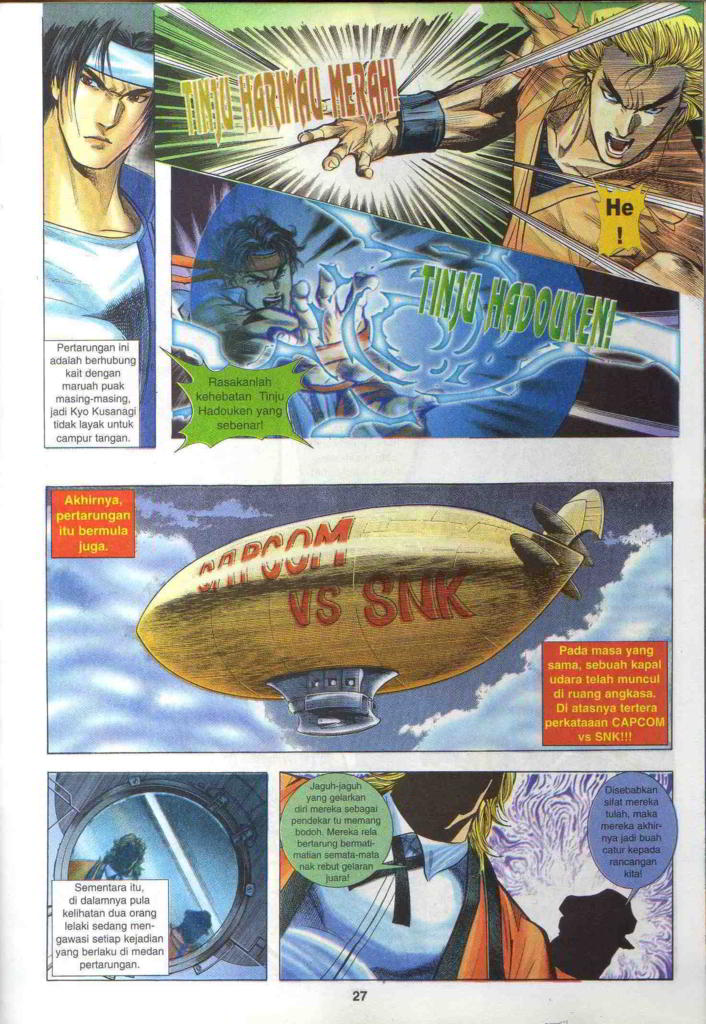 TINJU HARIMAU MERAH!
He
!
TINJU HADOUKEN!
Rasakanlah
kehebatan Tinju
Hadouken yang
sebenar!
Pertarungan ini
adalah berhubung
kait dengan
maruah puak
masing-masing,
jadi Kyo Kusanagi
tidak layak untuk
campur tangan.
Akhirnya,
pertarungan
itu bermula
juga.
CAPCOM
VS SNK
Pada masa yang
sama, sebuah kapal
udara telah muncul
di ruang angkasa.
Di atasnya tertera
perkataaan CAPCOM
vs SNK!!!
Sementara itu,
di dalamnya pula
kelihatan dua orang
lelaki sedang men-
gawasi setiap kejadian
yang berlaku di medan
pertarungan.
Jaguh-jaguh
yang gelarkan
diri mereka sebagai
pendekar tu memang
bodoh. Mereka rela
bertarung bermati-
matian semata-mata
nak rebut gelaran
juara!
Disebabkan
sifat mereka
tulah, maka
mereka akhir-
nya jadi buah
catur kepada
rancangan
kita!
27